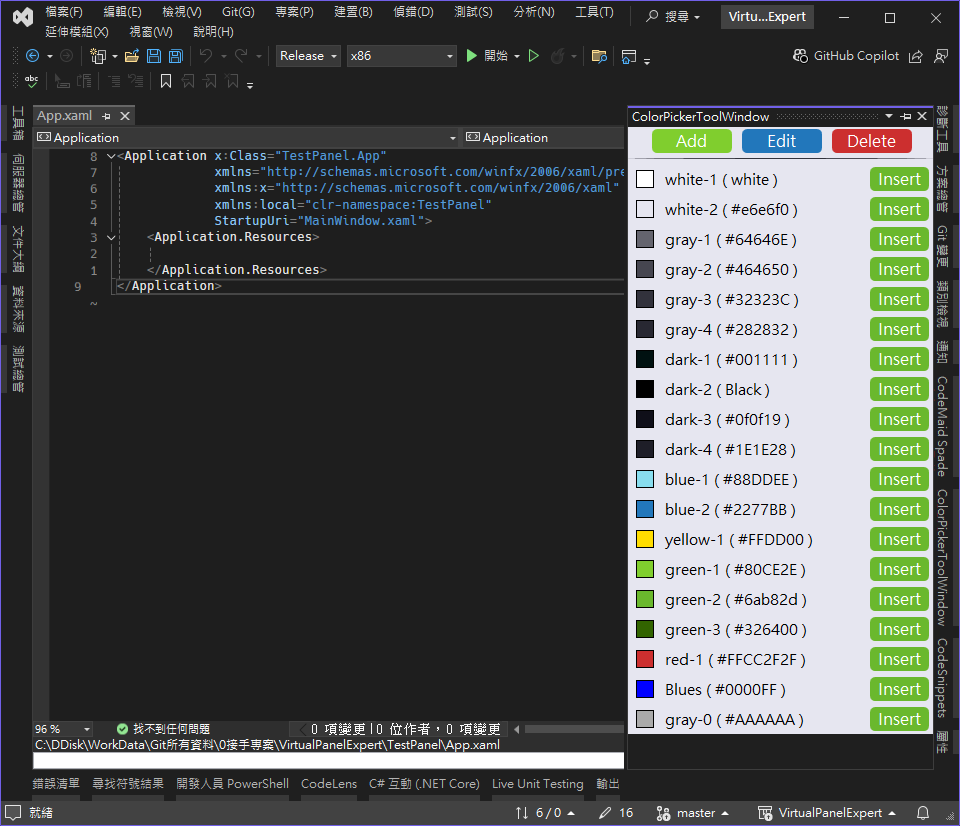 檔案(F) 編輯(E) 檢視(V) Git(G) 專案(P) 建置(B) 偵錯(D) 測試(S) 分析(N) 工具(T)
搜尋
Virtu...Expert
延伸模組(X) 視窗(W) 說明(H)
Release
x86
開始
GitHub Copilot
abc
工具箱
伺服器總管
文件大綱
資料來源
測試總管
App.xaml
Application
Application
8 <Application x:Class="TestPanel.App"
7 xmlns="http://schemas.microsoft.com/winfx/2006/xaml/pre
6 xmlns:x="http://schemas.microsoft.com/winfx/2006/xaml"
5 xmlns:local="clr-namespace:TestPanel"
4 StartupUri="MainWindow.xaml">
3 <Application.Resources>
2
1 </Application.Resources>
9 </Application>
~
96 %
找不到任何問題
0 項變更 | 0 位作者，0 項變更
C:\DDisk\WorkData\Git所有資料\0接手專案\VirtualPanelExpert\TestPanel\App.xaml
ColorPickerToolWindow
Add Edit Delete
white-1 ( white ) Insert
white-2 ( #e6e6f0 ) Insert
gray-1 ( #64646E ) Insert
gray-2 ( #464650 ) Insert
gray-3 ( #32323C ) Insert
gray-4 ( #282832 ) Insert
dark-1 ( #001111 ) Insert
dark-2 ( Black ) Insert
dark-3 ( #0f0f19 ) Insert
dark-4 ( #1E1E28 ) Insert
blue-1 ( #88DDEE ) Insert
blue-2 ( #2277BB ) Insert
yellow-1 ( #FFDD00 ) Insert
green-1 ( #80CE2E ) Insert
green-2 ( #6ab82d ) Insert
green-3 ( #326400 ) Insert
red-1 ( #FFCC2F2F ) Insert
Blues ( #0000FF ) Insert
gray-0 ( #AAAAAA ) Insert
診斷工具
方案總管
Git 變更
類別檢視
通知
CodeMaid Spade
ColorPickerToolWindow
CodeSnippets
屬性
錯誤清單 尋找符號結果 開發人員 PowerShell CodeLens C# 互動 (.NET Core) Live Unit Testing 輸出
就緒
6 / 0
16
master
VirtualPanelExpert